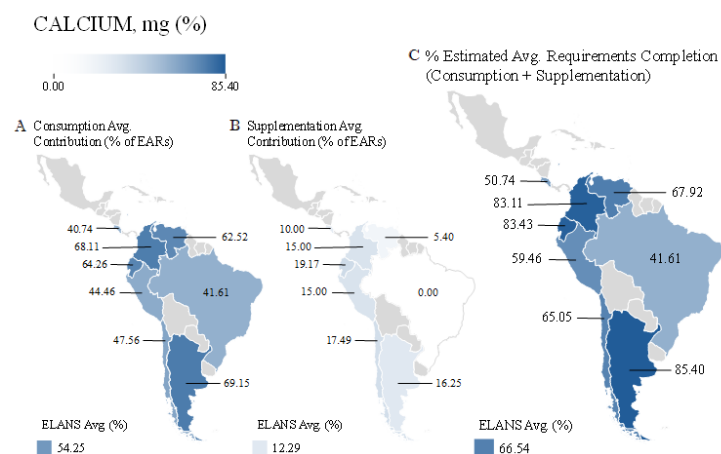 CALCIUM, mg (%)
0.00
85.40
A Consumption Avg.
Contribution (% of EARs)
40.74
68.11
64.26
44.46
47.56
62.52
41.61
69.15
ELANS Avg (%)
54.25
B Supplementation Avg.
Contribution (% of EARs)
10.00
15.00
19.17
15.00
17.49
5.40
0.00
16.25
ELANS Avg (%)
12.29
C % Estimated Avg. Requirements Completion
(Consumption + Supplementation)
50.74
83.11
83.43
59.46
65.05
67.92
41.61
85.40
ELANS Avg (%)
66.54